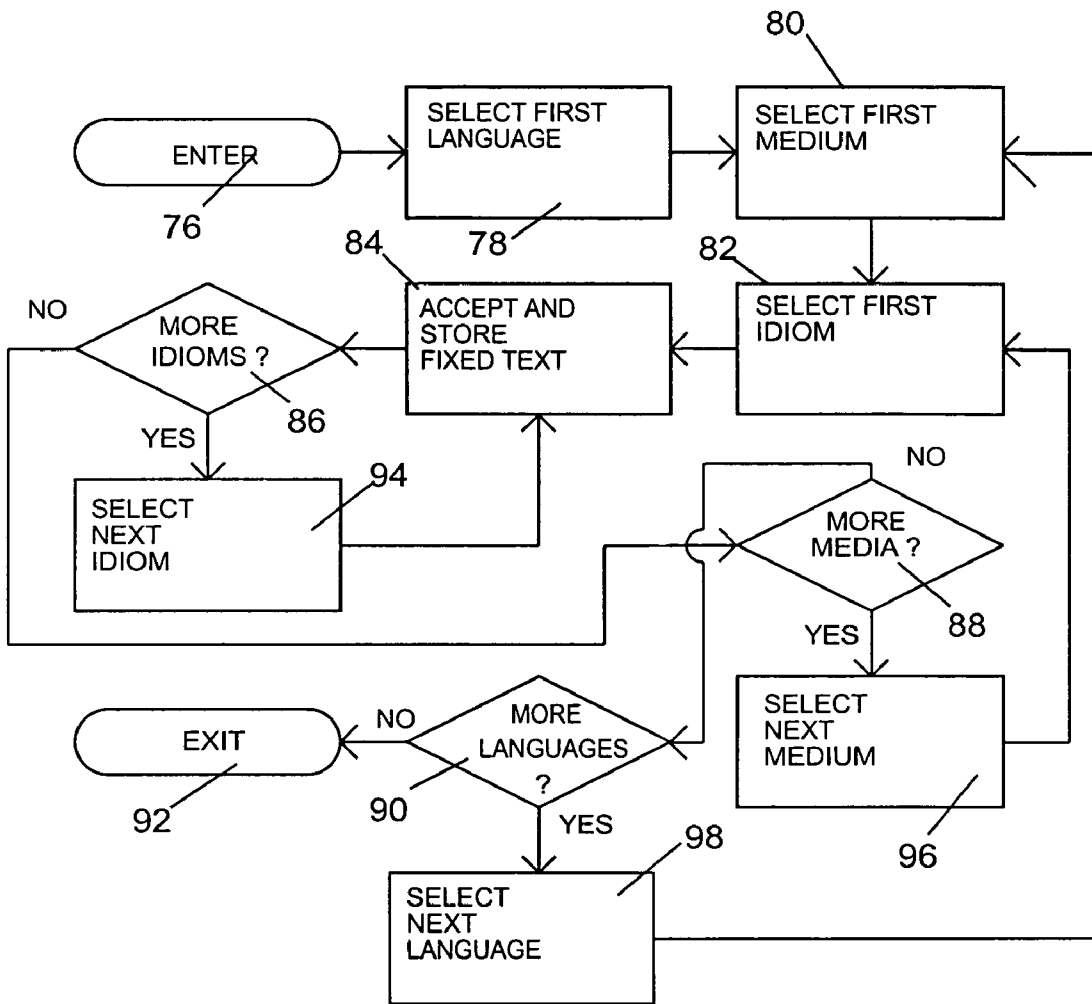 80
SELECT FIRST
LANGUAGE
SELECT FIRST
MEDIUM
ENTER
76
78
84
82
NO
MORE
IDIOMS ?
ACCEPT AND
STORE
FIXED TEXT
SELECT FIRST
IDIOM
86
YES
94
NO
SELECT
NEXT
IDIOM
MORE
MEDIA ?
88
YES
EXIT
NO
MORE
LANGUAGES
?
SELECT
NEXT
MEDIUM
92
90
YES
96
98
SELECT
NEXT
LANGUAGE